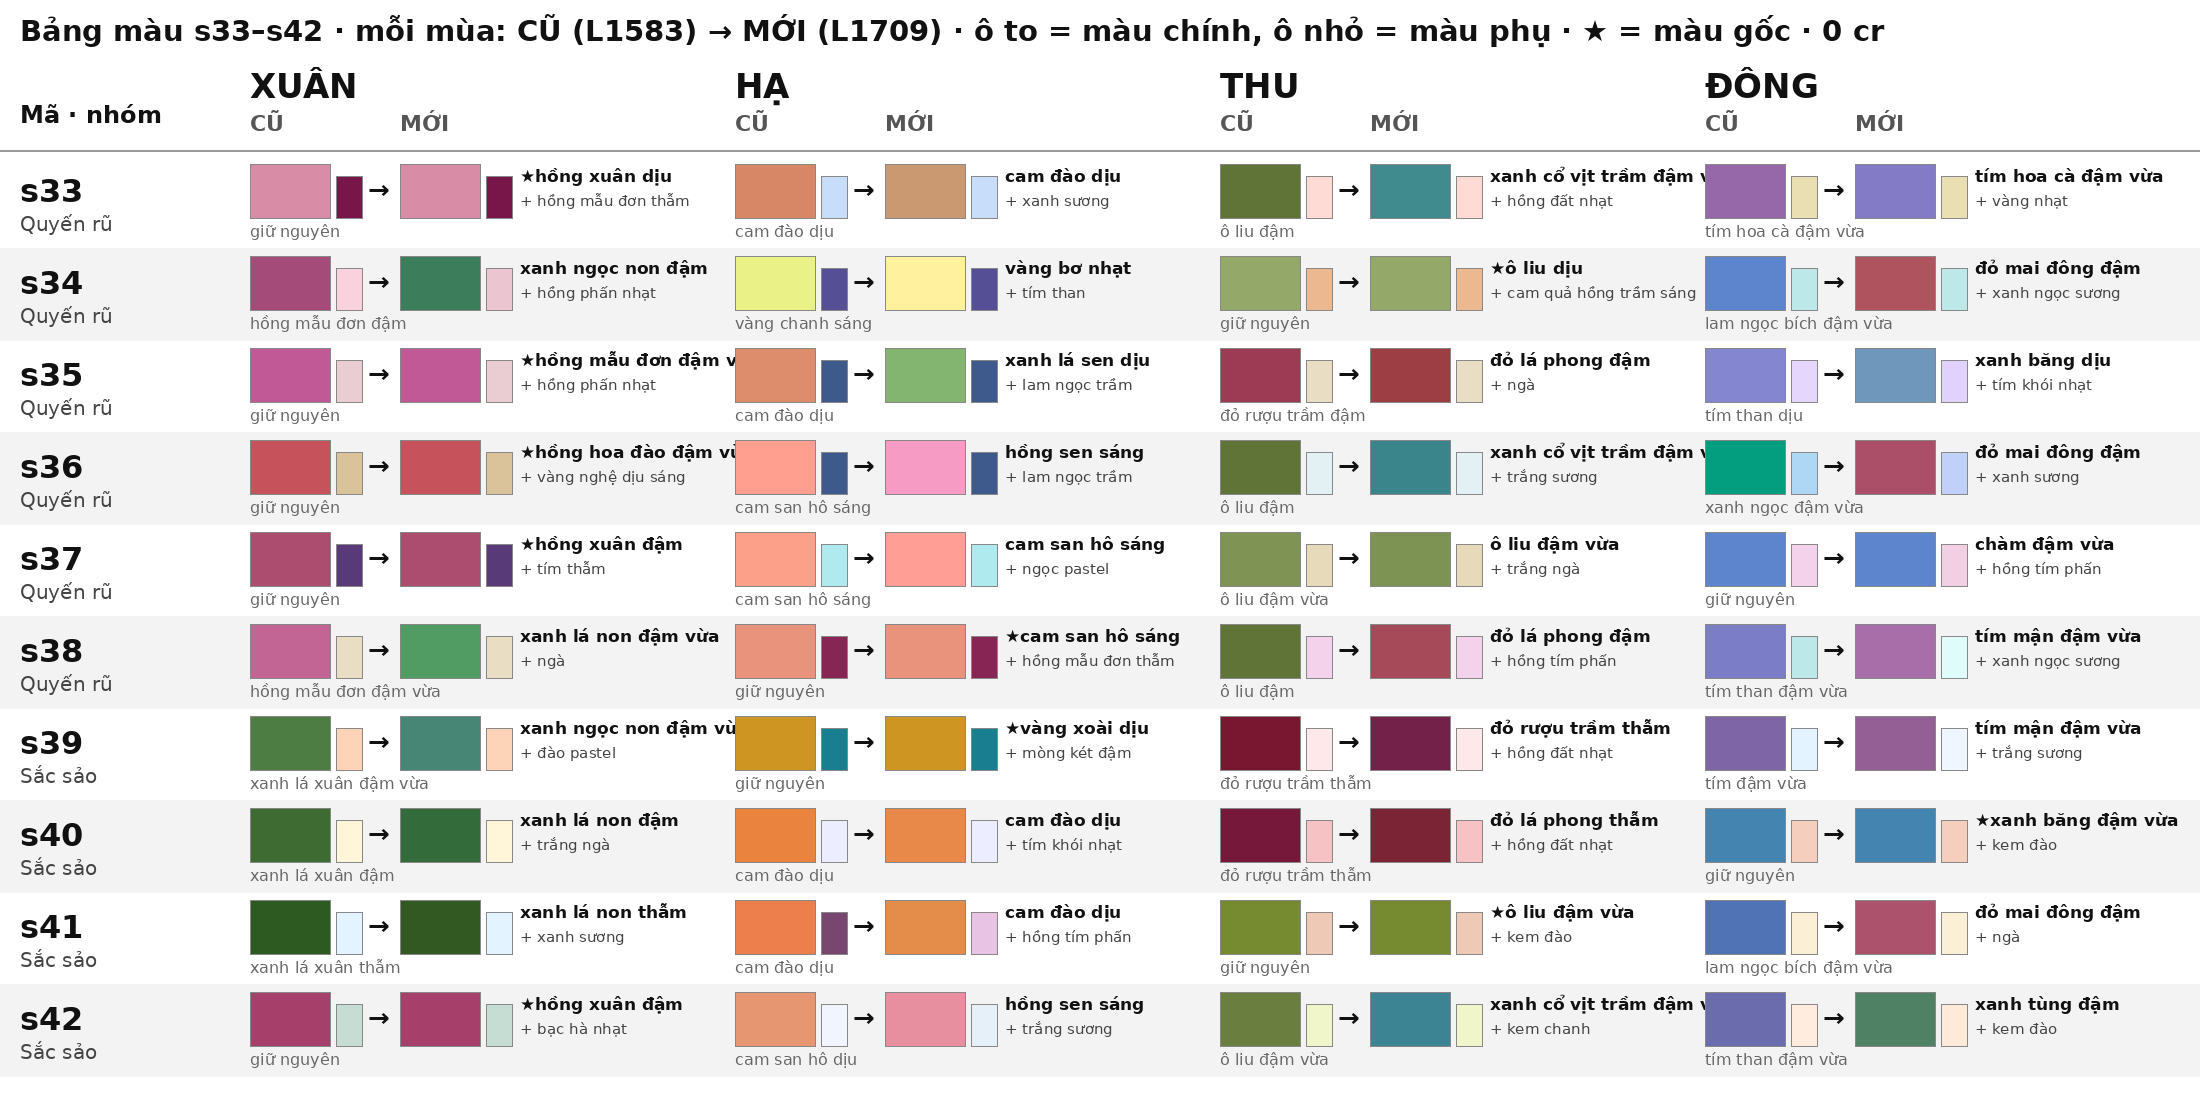 Bảng màu s33–s42 · mỗi mùa: CŨ (L1583) → MỚI (L1709) · ô to = màu chính, ô nhỏ = màu phụ · ★ = màu gốc · 0 cr
XUÂN HẠ THU ĐÔNG
Mã · nhóm CŨ MỚI CŨ MỚI CŨ MỚI CŨ MỚI
s33 → ★hồng xuân dịu → cam đào dịu → xanh cổ vịt trầm đậm → tím hoa cà đậm vừa
+ hồng mẫu đơn thẫm + xanh sương + hồng đất nhạt + vàng nhạt
Quyến rũ giữ nguyên cam đào dịu ô liu đậm tím hoa cà đậm vừa
s34 → xanh ngọc non đậm → vàng bơ nhạt → ★ô liu dịu → đỏ mai đông đậm
+ hồng phấn nhạt + tím than + cam quả hồng trầm sáng + xanh ngọc sương
Quyến rũ hồng mẫu đơn đậm vàng chanh sáng giữ nguyên lam ngọc bích đậm vừa
s35 → ★hồng mẫu đơn đậm → xanh lá sen dịu → đỏ lá phong đậm → xanh băng dịu
+ hồng phấn nhạt + lam ngọc trầm + ngà + tím khói nhạt
Quyến rũ giữ nguyên cam đào dịu đỏ rượu trầm đậm tím than dịu
s36 → ★hồng hoa đào đậm → hồng sen sáng → xanh cổ vịt trầm đậm → đỏ mai đông đậm
+ vàng nghệ dịu sáng + lam ngọc trầm + trắng sương + xanh sương
Quyến rũ giữ nguyên cam san hô sáng ô liu đậm xanh ngọc đậm vừa
s37 → ★hồng xuân đậm → cam san hô sáng → ô liu đậm vừa → chàm đậm vừa
+ tím thẫm + ngọc pastel + trắng ngà + hồng tím phấn
Quyến rũ giữ nguyên cam san hô sáng ô liu đậm vừa giữ nguyên
s38 → xanh lá non đậm vừa → ★cam san hô sáng → đỏ lá phong đậm → tím mận đậm vừa
+ ngà + hồng mẫu đơn thẫm + hồng tím phấn + xanh ngọc sương
Quyến rũ hồng mẫu đơn đậm vừa giữ nguyên ô liu đậm tím than đậm vừa
s39 → xanh ngọc non đậm → ★vàng xoài dịu → đỏ rượu trầm thẫm → tím mận đậm vừa
+ đào pastel + mòng két đậm + hồng đất nhạt + trắng sương
Sắc sảo xanh lá xuân đậm vừa giữ nguyên đỏ rượu trầm thẫm tím đậm vừa
s40 → xanh lá non đậm → cam đào dịu → đỏ lá phong thẫm → ★xanh băng đậm vừa
+ trắng ngà + tím khói nhạt + hồng đất nhạt + kem đào
Sắc sảo xanh lá xuân đậm cam đào dịu đỏ rượu trầm thẫm giữ nguyên
s41 → xanh lá non thẫm → cam đào dịu → ★ô liu đậm vừa → đỏ mai đông đậm
+ xanh sương + hồng tím phấn + kem đào + ngà
Sắc sảo xanh lá xuân thẫm cam đào dịu giữ nguyên lam ngọc bích đậm vừa
s42 → ★hồng xuân đậm → hồng sen sáng → xanh cổ vịt trầm đậm → xanh tùng đậm
+ bạc hà nhạt + trắng sương + kem chanh + kem đào
Sắc sảo giữ nguyên cam san hô dịu ô liu đậm vừa tím than đậm vừa